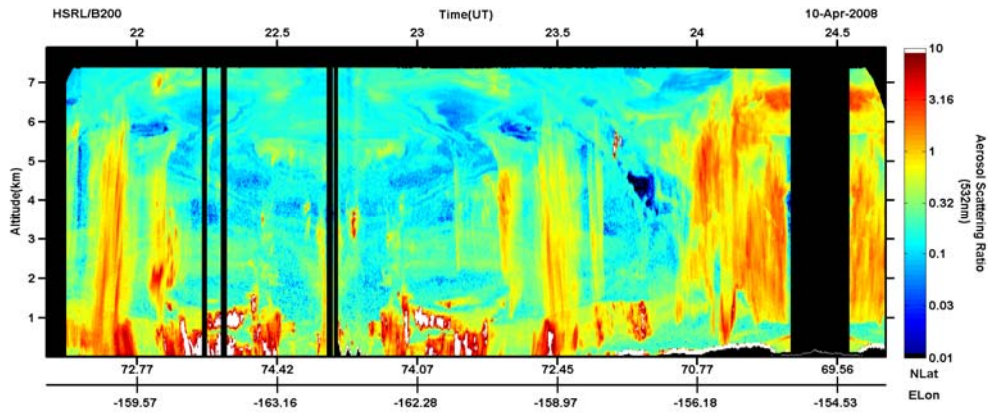 HSRL/B200 Time(UT) 10-Apr-2008
22 22.5 23 23.5 24 24.5
Altitude(km)
7
6
5
4
3
2
1
10
3.16
1
0.32
0.1
0.03
0.01
Aerosol Scattering Ratio
(532nm)
72.77 74.42 74.07 72.45 70.77 69.56 NLat
-159.57 -163.16 -162.28 -158.97 -156.18 -154.53 ELon